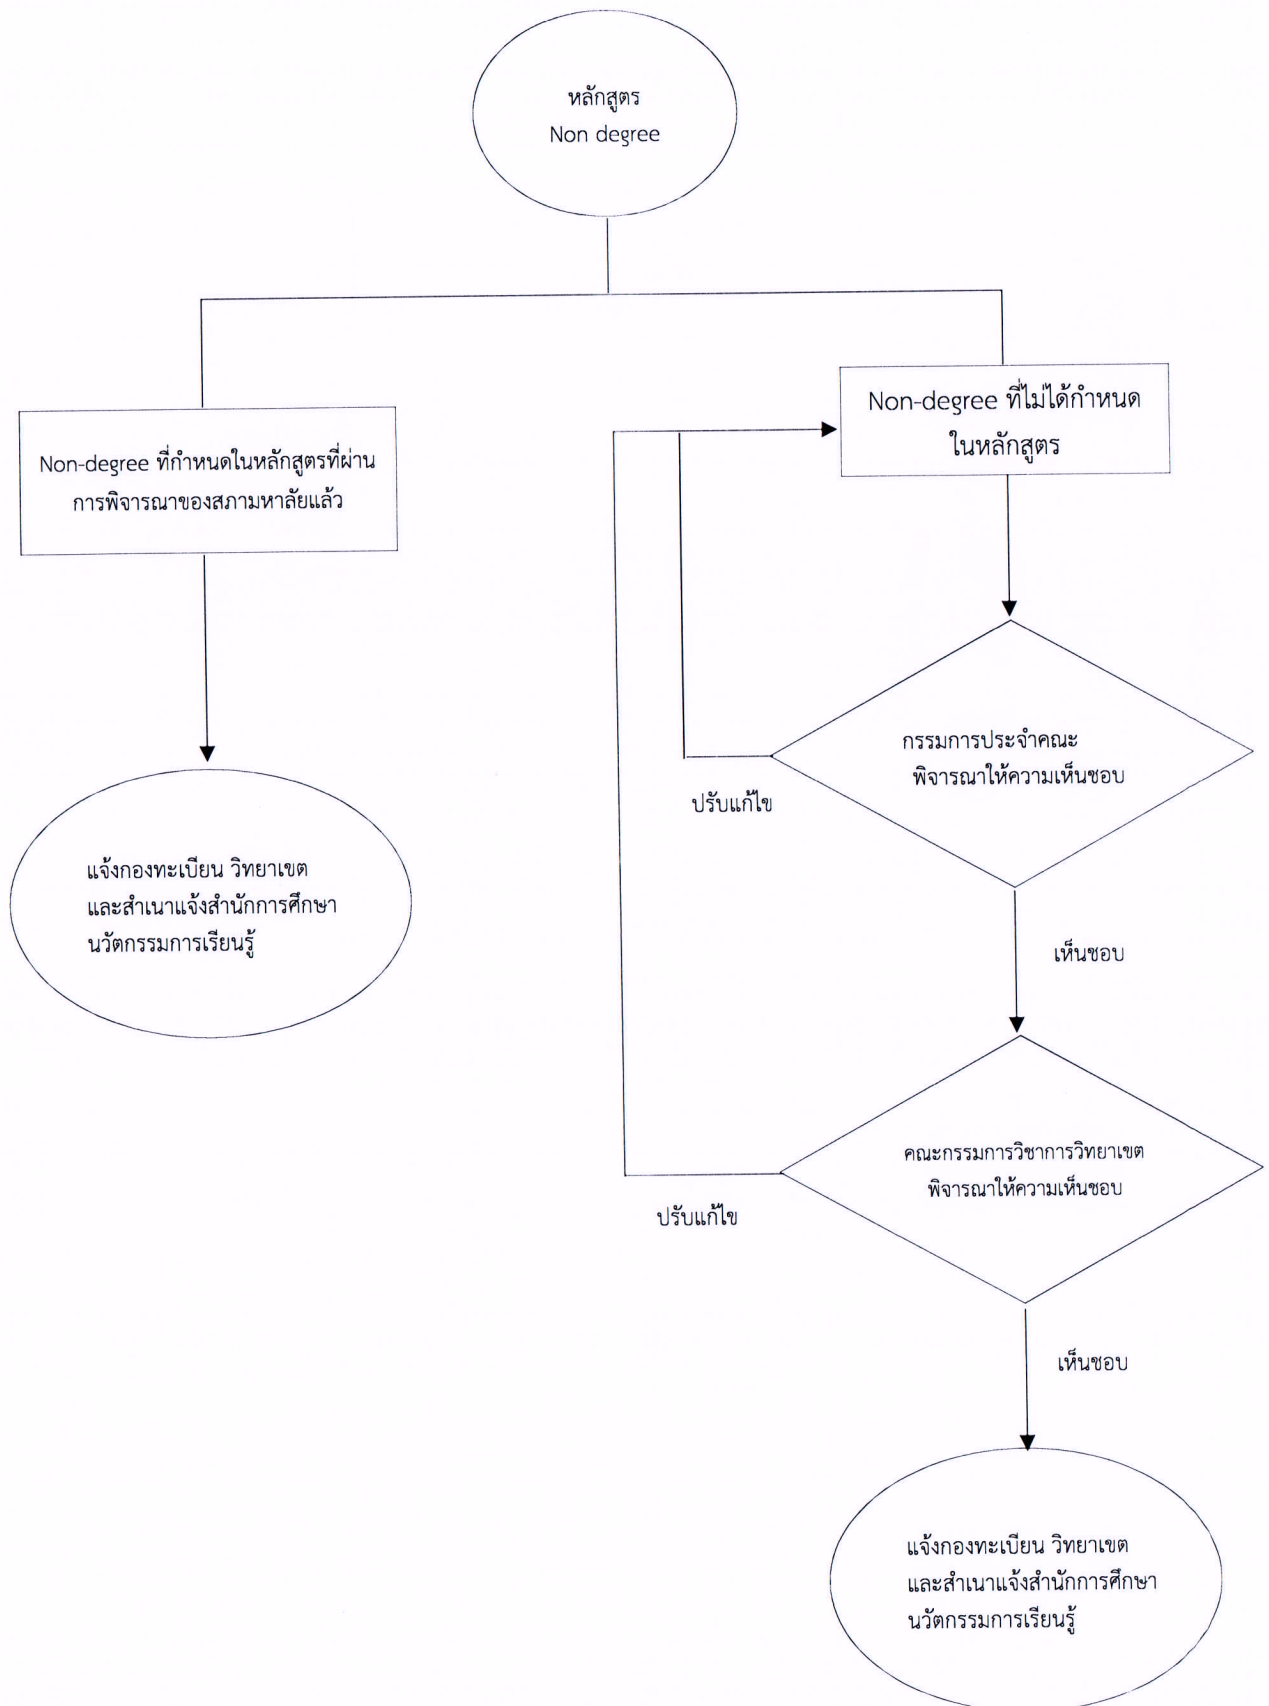 หลักสูตร
Non degree
Non-degree ที่กำหนดในหลักสูตรที่ผ่าน
การพิจารณาของสภามหาลัยแล้ว
แจ้งกองทะเบียน วิทยาเขต
และสำเนาแจ้งสำนักการศึกษา
นวัตกรรมการเรียนรู้
Non-degree ที่ไม่ได้กำหนด
ในหลักสูตร
กรรมการประจำคณะ
พิจารณาให้ความเห็นชอบ
ปรับแก้ไข
เห็นชอบ
คณะกรรมการวิชาการวิทยาเขต
พิจารณาให้ความเห็นชอบ
ปรับแก้ไข
เห็นชอบ
แจ้งกองทะเบียน วิทยาเขต
และสำเนาแจ้งสำนักการศึกษา
นวัตกรรมการเรียนรู้